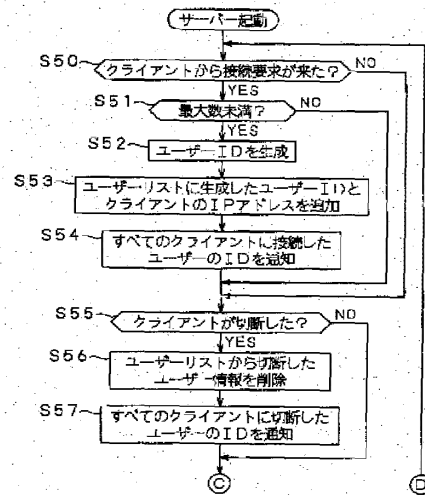 サーバー起動
S50
クライアントから接続要求が来た?
NO
YES
S51
最大数未満?
NO
YES
S52
ユーザーIDを生成
S53
ユーザーリストに生成したユーザーIDと
クライアントのIPアドレスを追加
S54
すべてのクライアントに接続した
ユーザーのIDを通知
S55
クライアントが切断した?
NO
YES
S56
ユーザーリストから切断した
ユーザー情報を削除
S57
すべてのクライアントに切断した
ユーザーのIDを通知
C
D